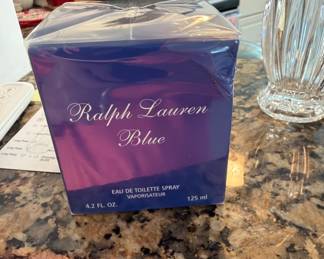 Ralph Lauren
Blue
EAU DE TOILETTE SPRAY
VAPORISATEUR
4.2 FL. OZ. 125 ml